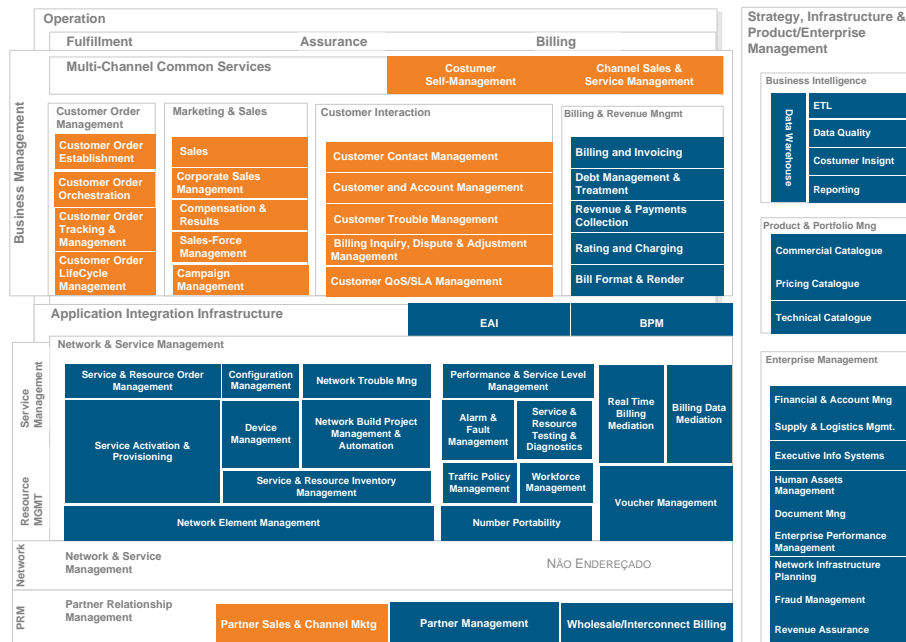 Operation
Fulfillment
Assurance
Billing
Multi-Channel Common Services
Costumer
Self-Management
Channel Sales &
Service Management
Business Management
Customer Order
Management
Customer Order
Establishment
Customer Order
Orchestration
Customer Order
Tracking &
Management
Customer Order
LifeCycle
Management
Marketing & Sales
Sales
Corporate Sales
Management
Compensation &
Results
Sales-Force
Management
Campaign
Management
Customer Interaction
Customer Contact Management
Customer and Account Management
Customer Trouble Management
Billing Inquiry, Dispute & Adjustment
Management
Customer QoS/SLA Management
Billing & Revenue Mngmt
Billing and Invoicing
Debt Management &
Treatment
Revenue & Payments
Collection
Rating and Charging
Bill Format & Render
Application Integration Infrastructure
EAI
BPM
Network & Service Management
Service
Management
Resource
MGMT
Service & Resource Order
Management
Configuration
Management
Network Trouble Mng
Service Activation &
Provisioning
Device
Management
Network Build Project
Management &
Automation
Service & Resource Inventory
Management
Network Element Management
Performance & Service Level
Management
Alarm &
Fault
Management
Service &
Resource
Testing &
Diagnostics
Traffic Policy
Management
Workforce
Management
Number Portability
Real Time
Billing
Mediation
Billing Data
Mediation
Voucher Management
Network
Network & Service
Management
NÃO ENDEREÇADO
PRM
Partner Relationship
Management
Partner Sales & Channel Mktg
Partner Management
Wholesale/Interconnect Billing
Strategy, Infrastructure &
Product/Enterprise
Management
Business Intelligence
Data Warehouse
ETL
Data Quality
Costumer Insignt
Reporting
Product & Portfolio Mng
Commercial Catalogue
Pricing Catalogue
Technical Catalogue
Enterprise Management
Financial & Account Mng
Supply & Logistics Mgmt.
Executive Info Systems
Human Assets
Management
Document Mng
Enterprise Performance
Management
Network Infrastructure
Planning
Fraud Management
Revenue Assurance